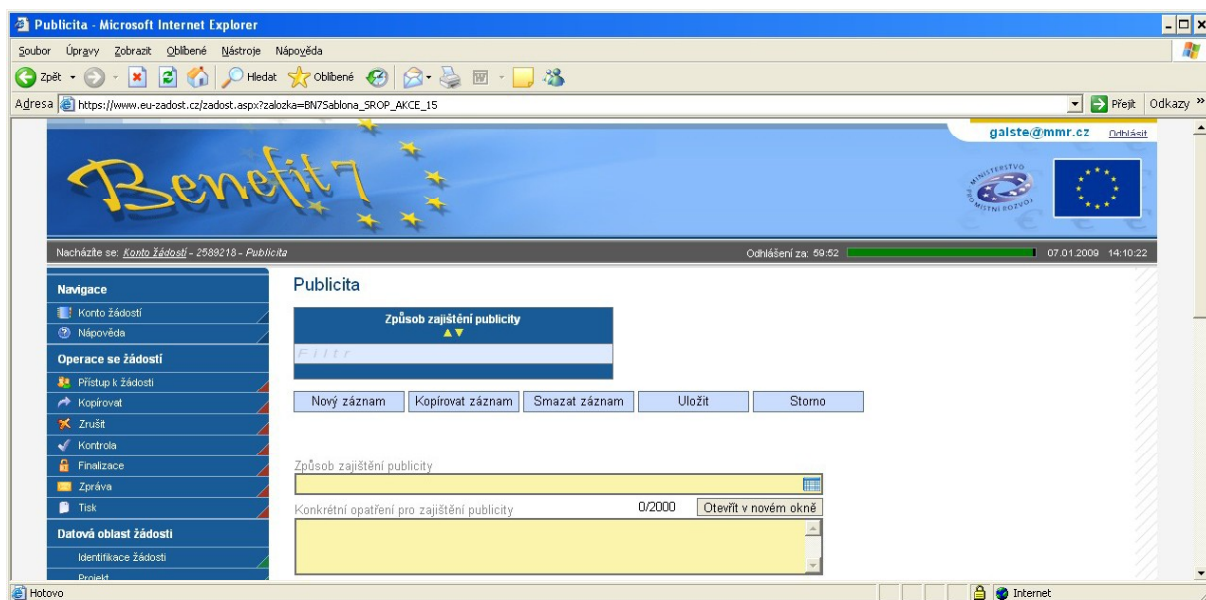 Publicita - Microsoft Internet Explorer
Soubor Úpravy Zobrazit Oblíbené Nástroje Nápověda
Zpět Hledat Oblíbené
Adresa https://www.eu-zadost.cz/zadost.aspx?zalozka=BN7Sablona_SROP_AKCE_15 Přejít Odkazy »
galste@mmr.cz Odhlásit
Benefit7
MINISTERSTVO
PRO MÍSTNÍ ROZVOJ
Nacházíte se: Konto žádostí - 2589218 - Publicita Odhlášení za: 59:52 07.01.2009 14:10:22
Navigace
Konto žádostí
Nápověda
Operace se žádostí
Přístup k žádosti
Kopírovat
Zrušit
Kontrola
Finalizace
Zpráva
Tisk
Datová oblast žádosti
Identifikace žádosti
Projekt
Publicita
Způsob zajištění publicity
Filtr
Nový záznam Kopírovat záznam Smazat záznam Uložit Storno
Způsob zajištění publicity
Konkrétní opatření pro zajištění publicity 0/2000 Otevřít v novém okně
Hotovo Internet